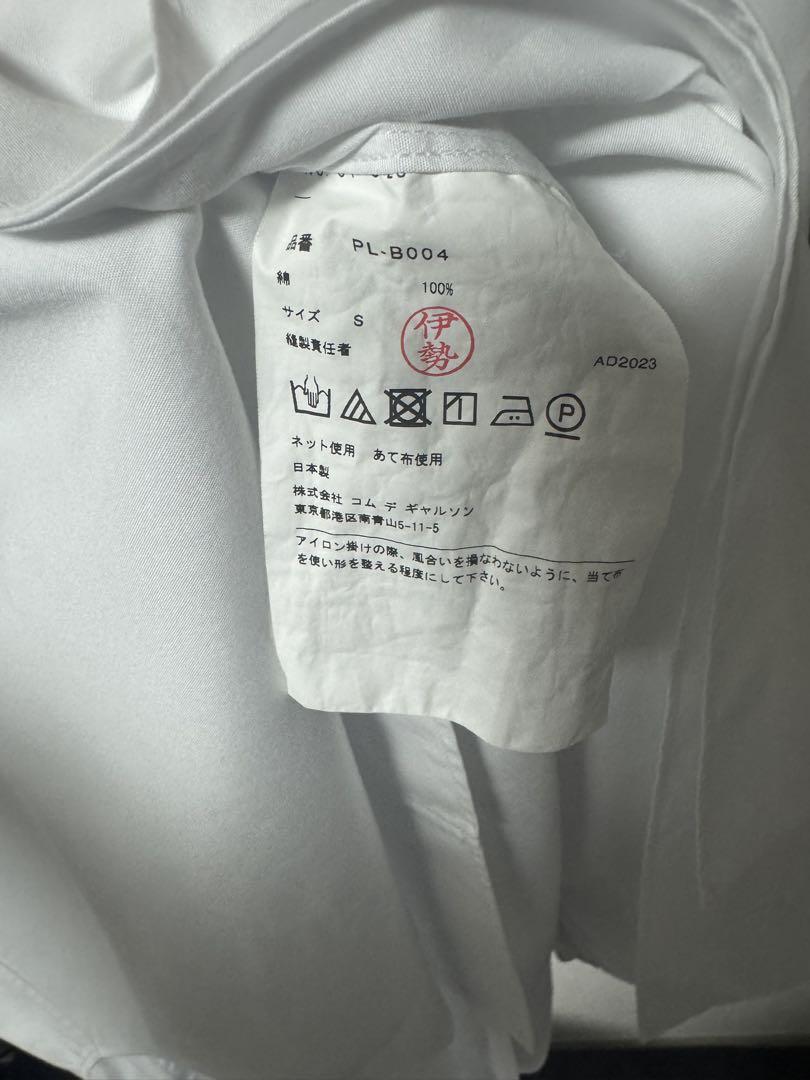 品番 PL-B004
綿 100%
サイズ S
縫製責任者 伊勢
AD2023
P
ネット使用 あて布使用
日本製
株式会社 コム デ ギャルソン
東京都港区南青山5-11-5
アイロン掛けの際、風合いを損なわないように、当て布
を使い形を整える程度にして下さい。